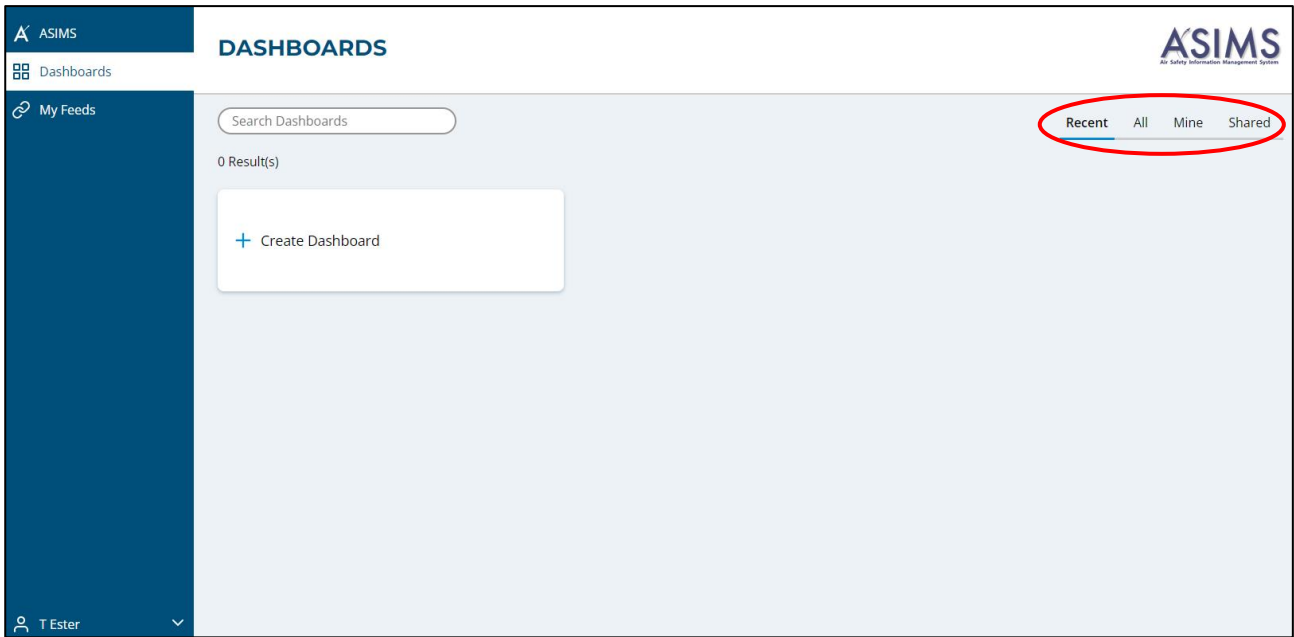 ASIMS
Dashboards
My Feeds
T Ester
DASHBOARDS
ASIMS
Air Safety Information Management System
Search Dashboards
Recent All Mine Shared
0 Result(s)
+ Create Dashboard